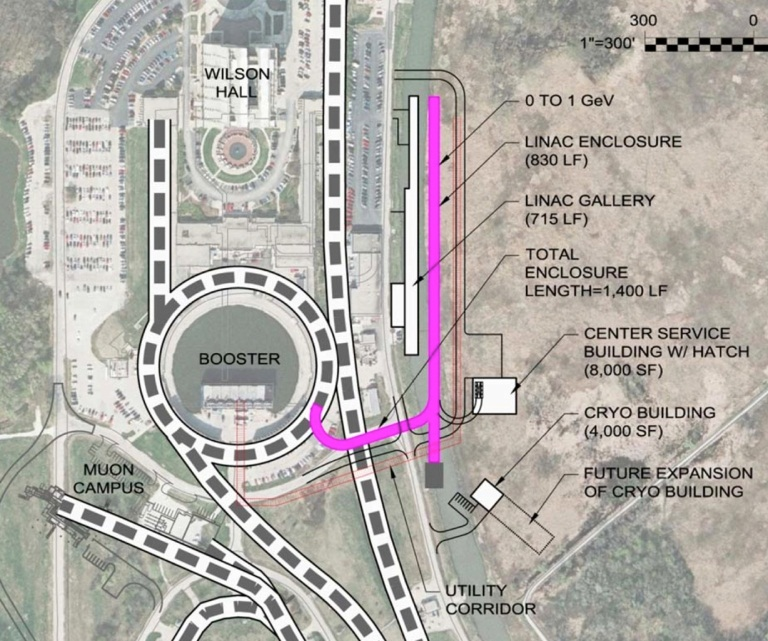 300 0
1"=300'
WILSON
HALL
0 TO 1 GeV
LINAC ENCLOSURE
(830 LF)
LINAC GALLERY
(715 LF)
TOTAL
ENCLOSURE
LENGTH=1,400 LF
CENTER SERVICE
BUILDING W/ HATCH
(8,000 SF)
BOOSTER
CRYO BUILDING
(4,000 SF)
MUON
CAMPUS
FUTURE EXPANSION
OF CRYO BUILDING
UTILITY
CORRIDOR